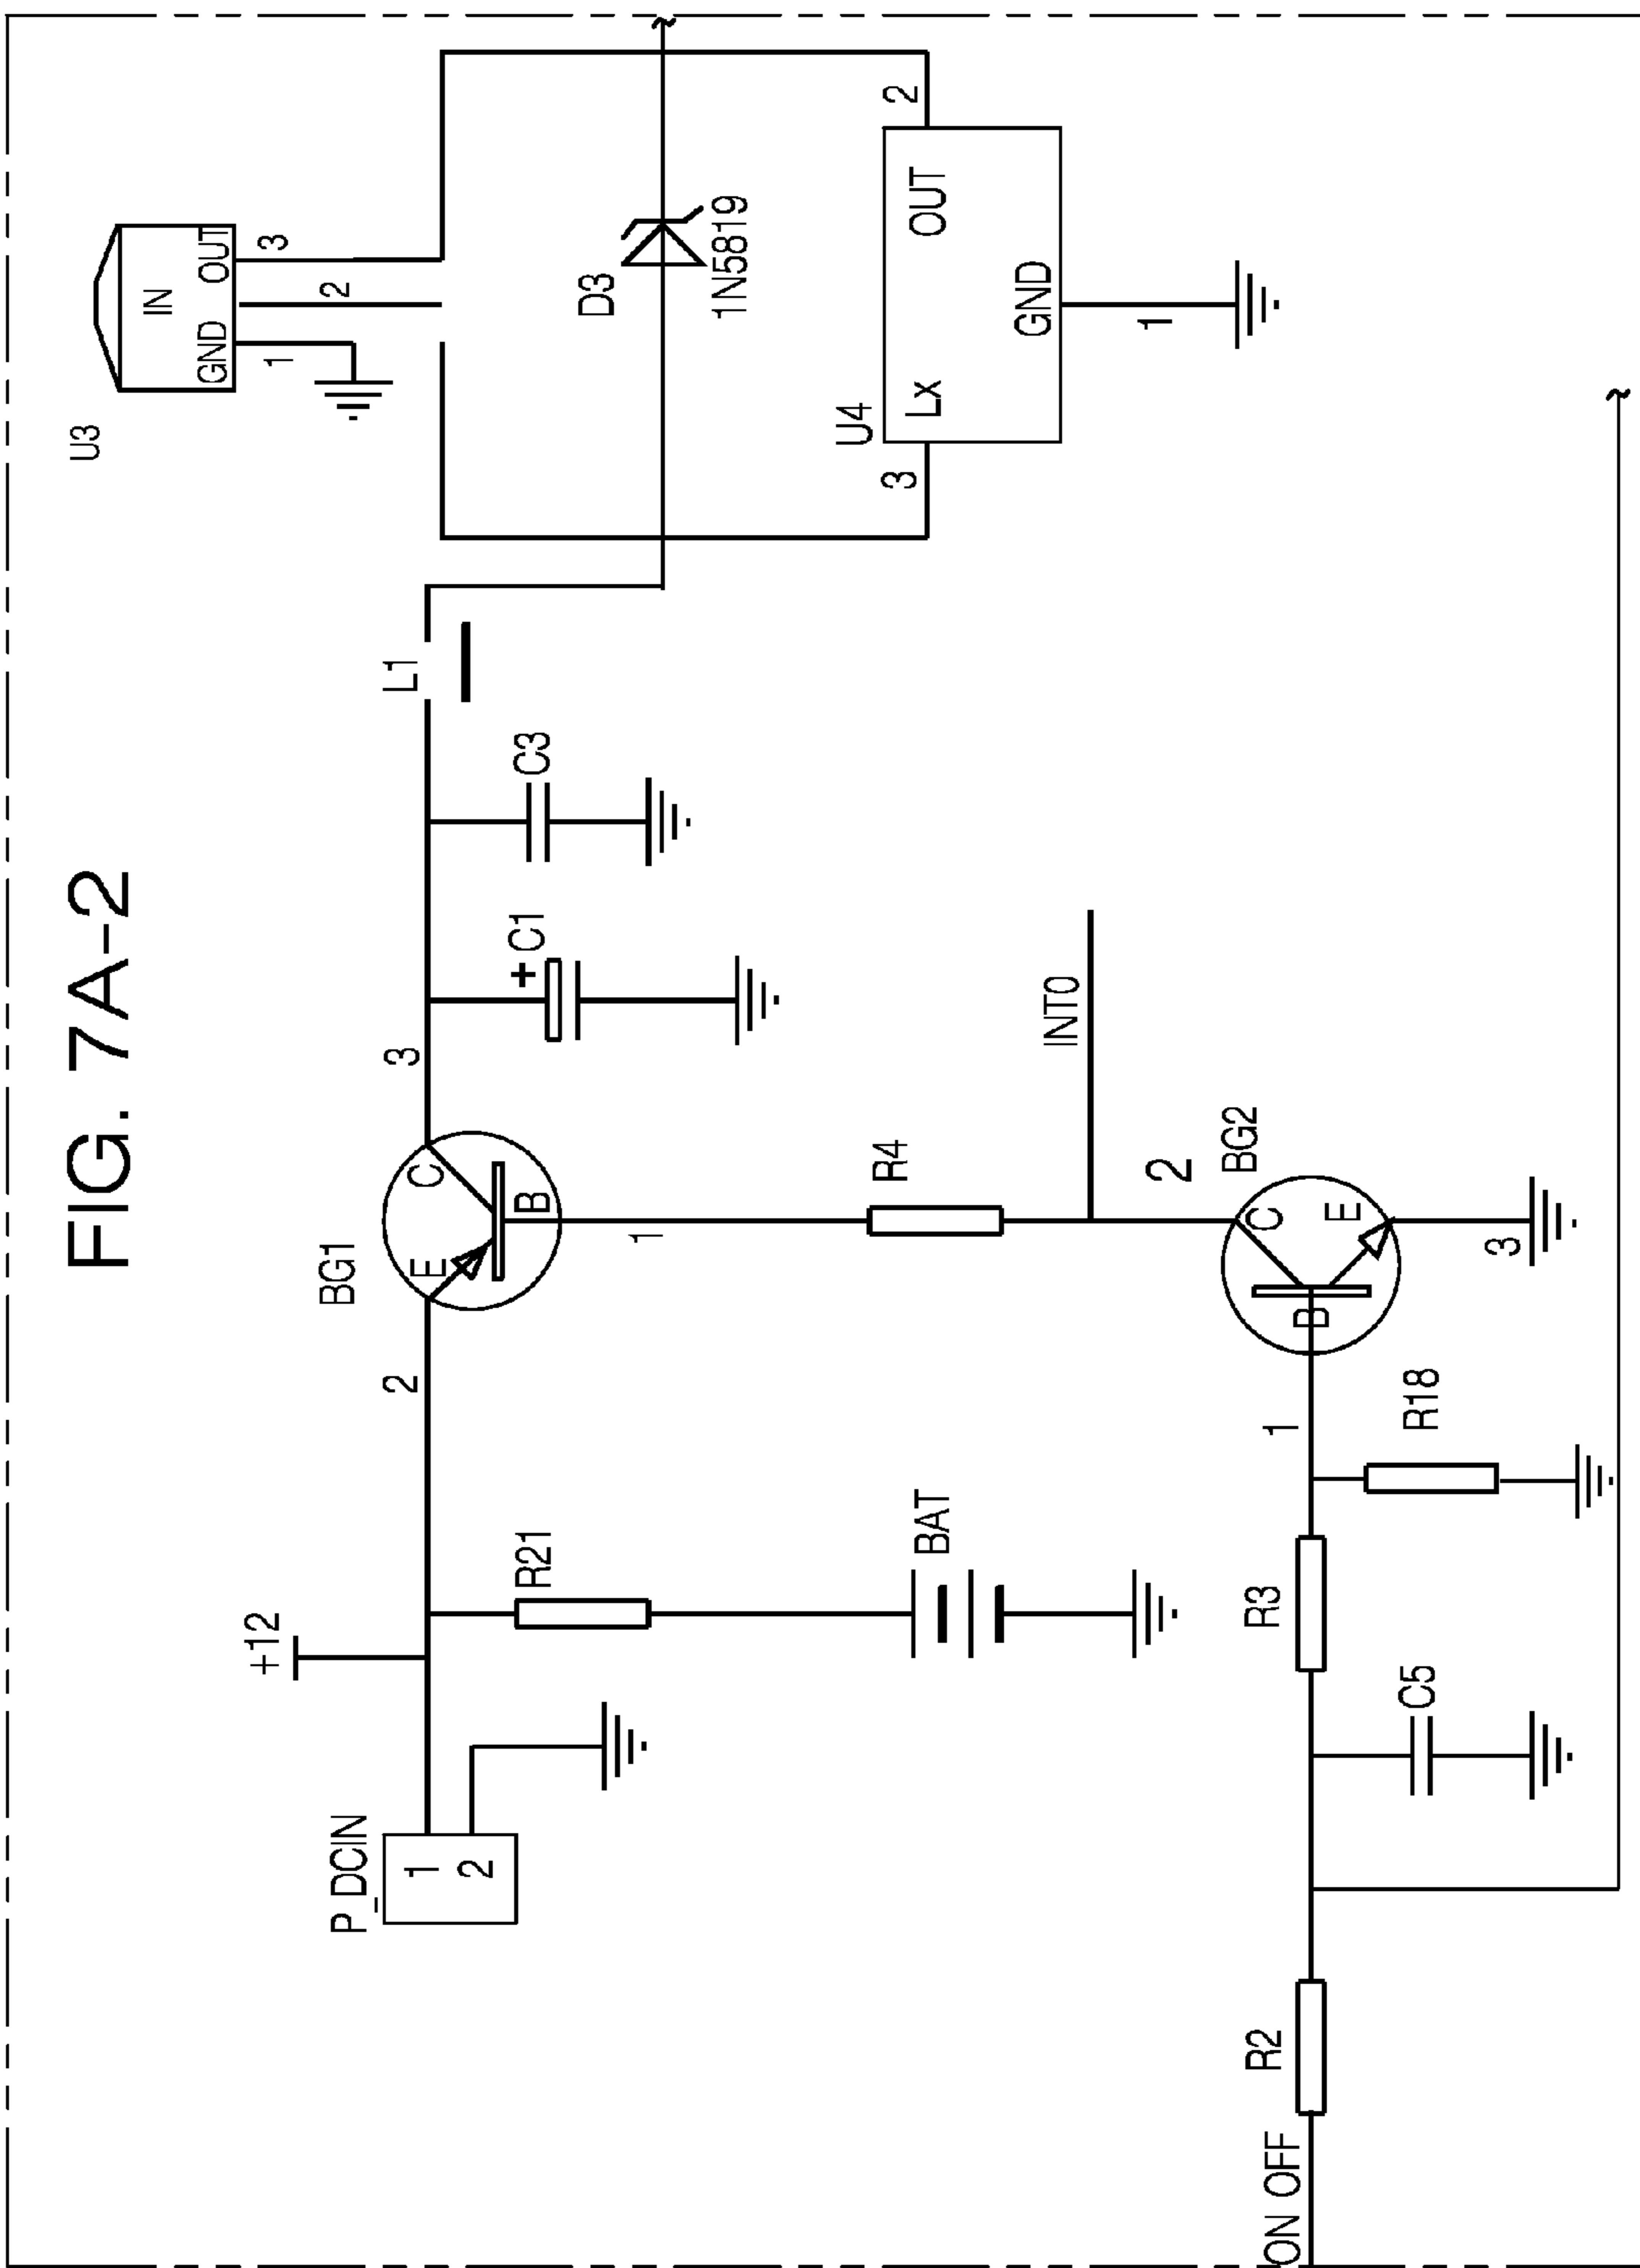 FIG. 7A-2
U3
IN
GND
OUT
1
2
3
L1
D3
1N5819
U4
Lx
OUT
GND
3
2
1
C3
+
C1
3
BG1
E
C
B
2
1
+12
P_DCIN
1
2
R21
BAT
R4
INT0
2
BG2
C
E
B
1
3
R18
R3
C5
R2
ON OFF